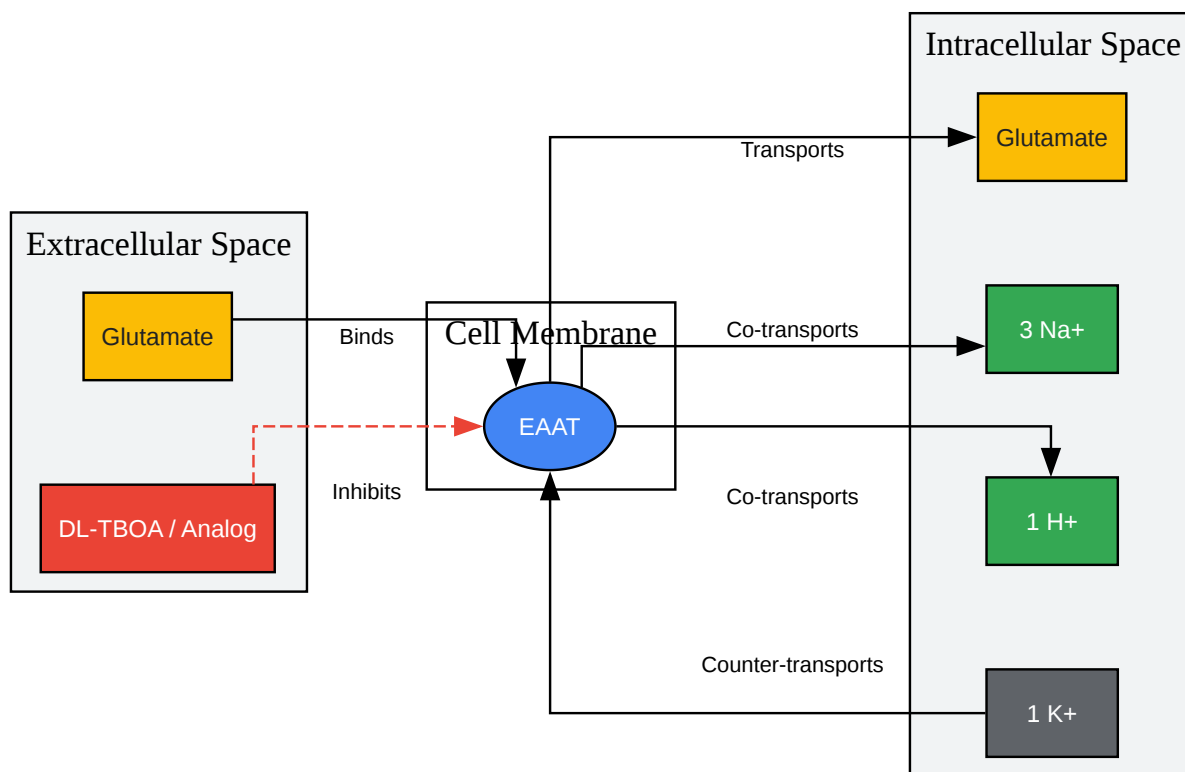 Intracellular Space
Glutamate
Transports
Extracellular Space
Glutamate
Binds
Cell Membrane
Co-transports
3 Na+
EAAT
Inhibits
Co-transports
DL-TBOA / Analog
1 H+
Counter-transports
1 K+